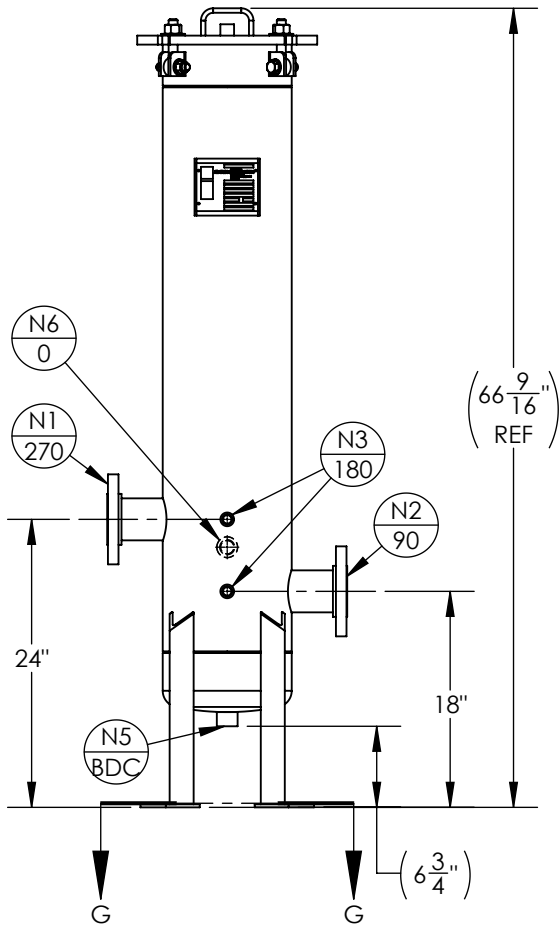 N6
0
N1
270
N3
180
N2
90
(66 9/16"
REF)
24"
18"
N5
BDC
(6 3/4")
G
G